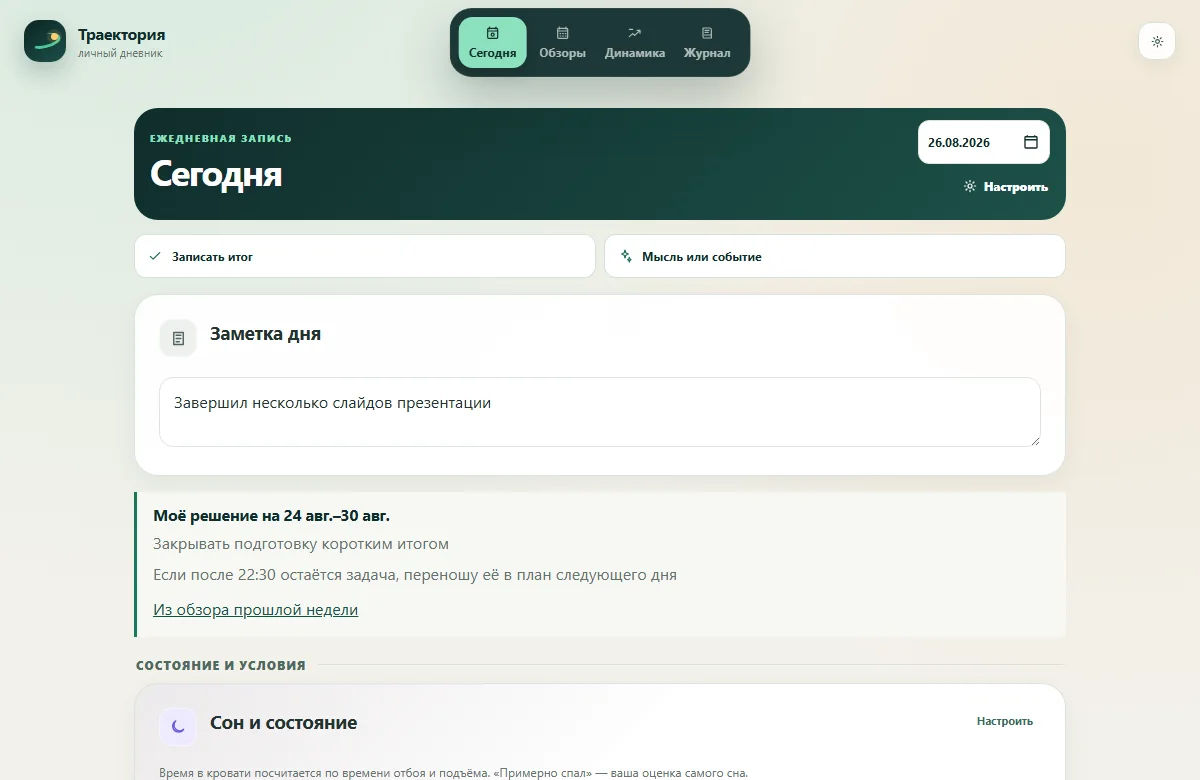 Траектория
личный дневник
Сегодня
Обзоры
Динамика
Журнал
ЕЖЕДНЕВНАЯ ЗАПИСЬ
Сегодня
26.08.2026
Настроить
Записать итог
Мысль или событие
Заметка дня
Завершил несколько слайдов презентации
Моё решение на 24 авг.–30 авг.
Закрывать подготовку коротким итогом
Если после 22:30 остаётся задача, переношу её в план следующего дня
Из обзора прошлой недели
СОСТОЯНИЕ И УСЛОВИЯ
Сон и состояние
Настроить
Время в кровати посчитается по времени отбоя и подъёма. «Примерно спал» — ваша оценка самого сна.